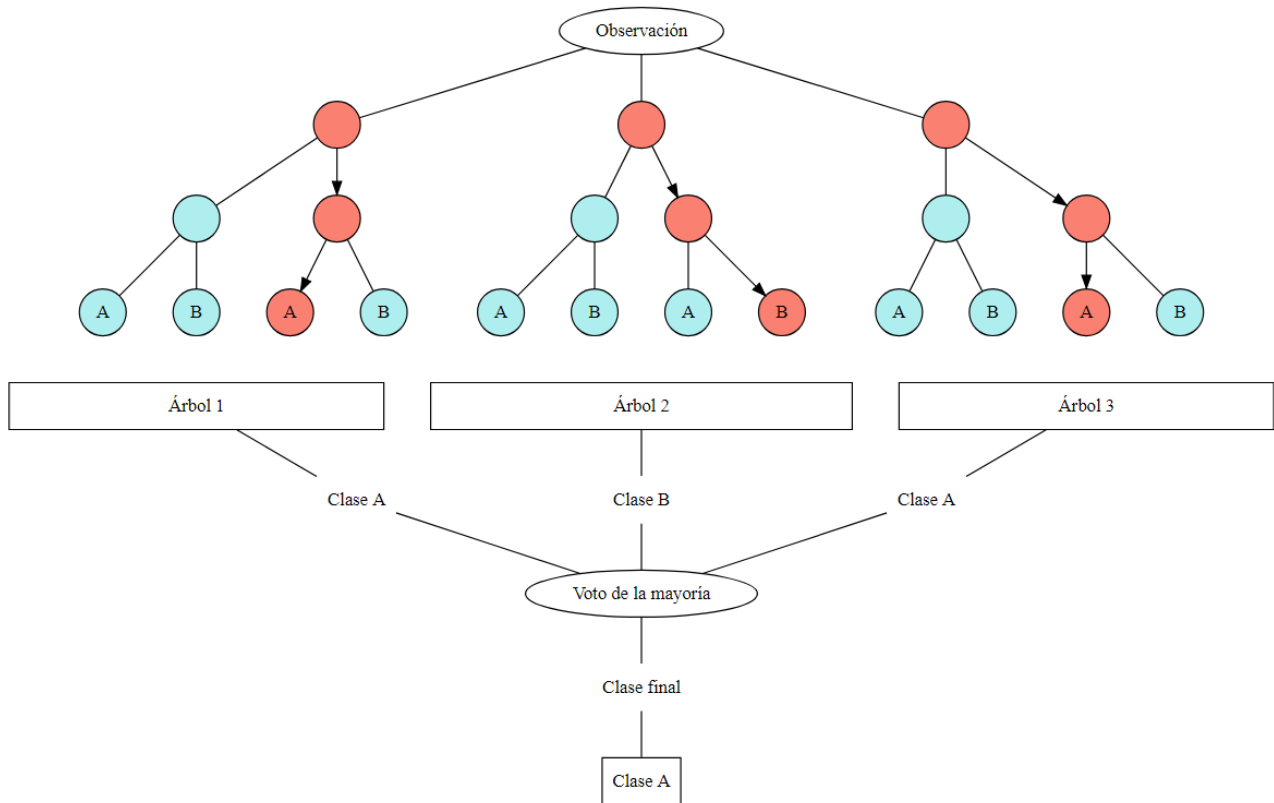 Observación
A B A B A B A B A B A B
Árbol 1 Árbol 2 Árbol 3
Clase A Clase B Clase A
Voto de la mayoría
Clase final
Clase A